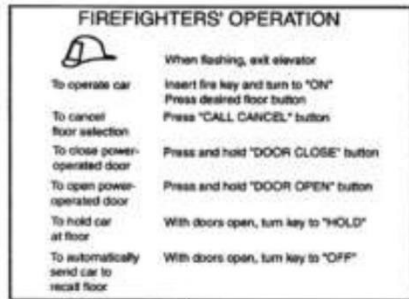 FIREFIGHTERS' OPERATION
When flashing, exit elevator
To operate car
Insert fire key and turn to "ON"
Press desired floor button
To cancel
floor selection
Press "CALL CANCEL" button
To close power-
operated door
Press and hold "DOOR CLOSE" button
To open power-
operated door
Press and hold "DOOR OPEN" button
To hold car
at floor
With doors open, turn key to "HOLD"
To automatically
send car to
recall floor
With doors open, turn key to "OFF"